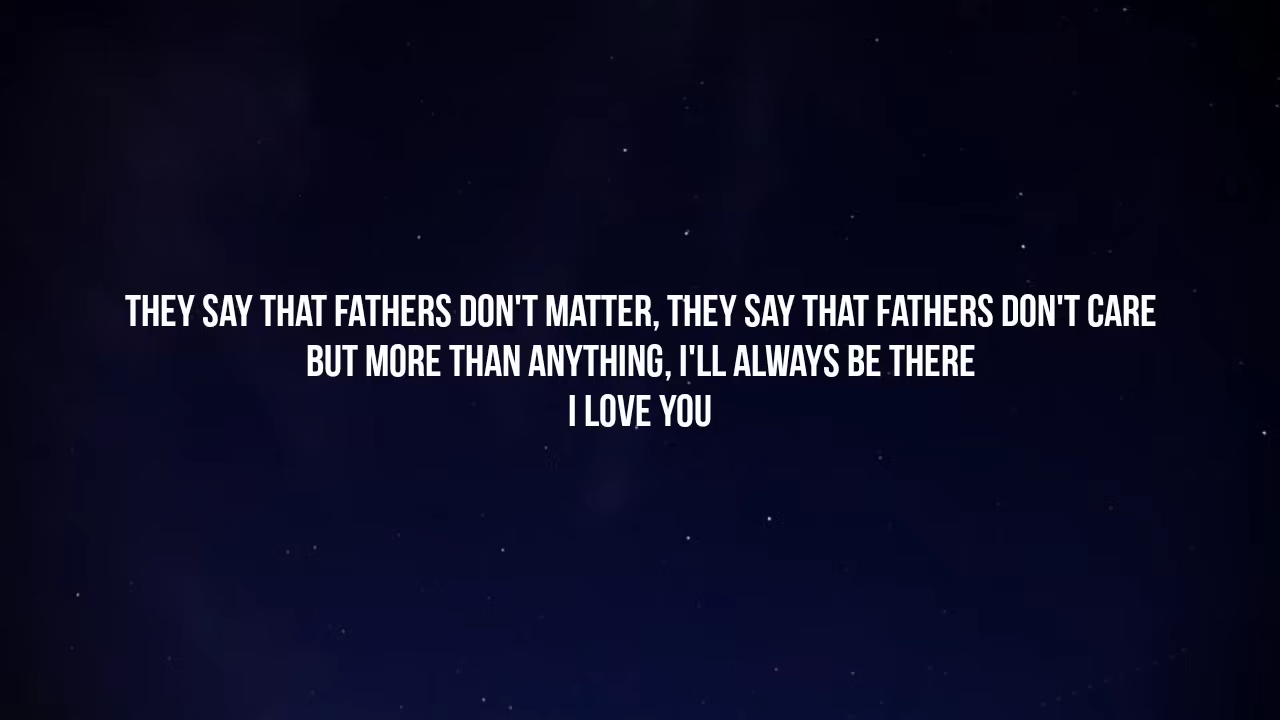 THEY SAY THAT FATHERS DON'T MATTER, THEY SAY THAT FATHERS DON'T CARE
BUT MORE THAN ANYTHING, I'LL ALWAYS BE THERE
I LOVE YOU